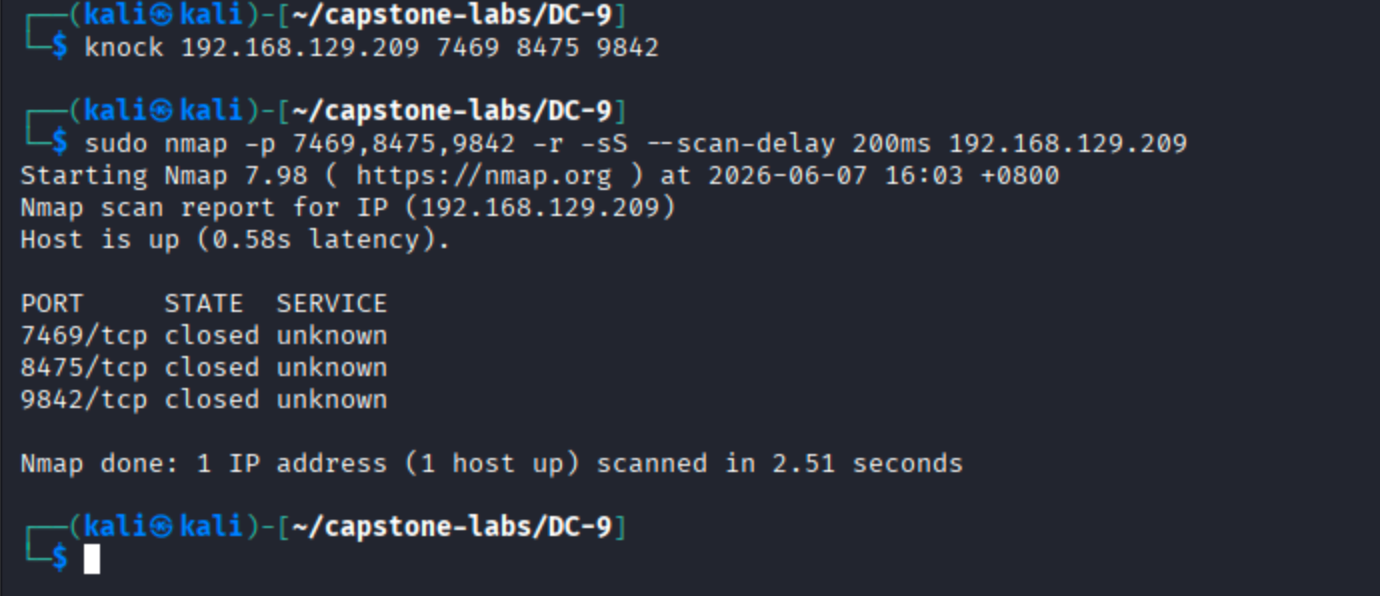 ┌──(kali㉿kali)-[~/capstone-labs/DC-9]
└─$ knock 192.168.129.209 7469 8475 9842
┌──(kali㉿kali)-[~/capstone-labs/DC-9]
└─$ sudo nmap -p 7469,8475,9842 -r -sS --scan-delay 200ms 192.168.129.209
Starting Nmap 7.98 ( https://nmap.org ) at 2026-06-07 16:03 +0800
Nmap scan report for IP (192.168.129.209)
Host is up (0.58s latency).
PORT     STATE  SERVICE
7469/tcp closed unknown
8475/tcp closed unknown
9842/tcp closed unknown
Nmap done: 1 IP address (1 host up) scanned in 2.51 seconds
┌──(kali㉿kali)-[~/capstone-labs/DC-9]
└─$